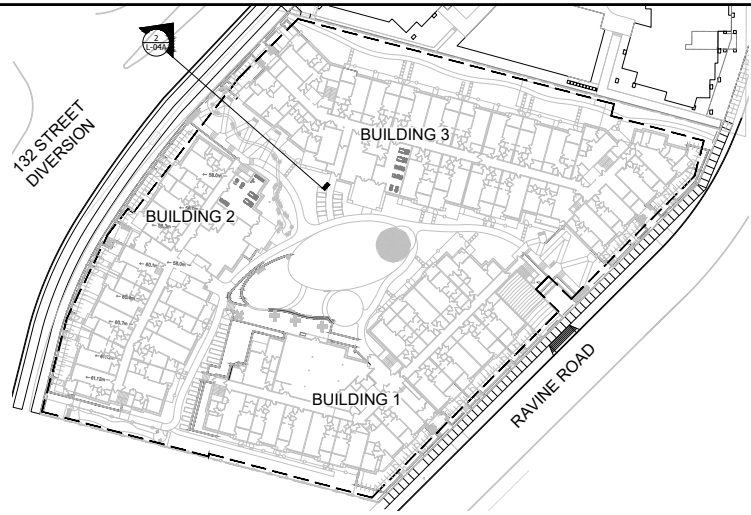 2
L-04A
132 STREET
DIVERSION
BUILDING 3
BUILDING 2
BUILDING 1
RAVINE ROAD